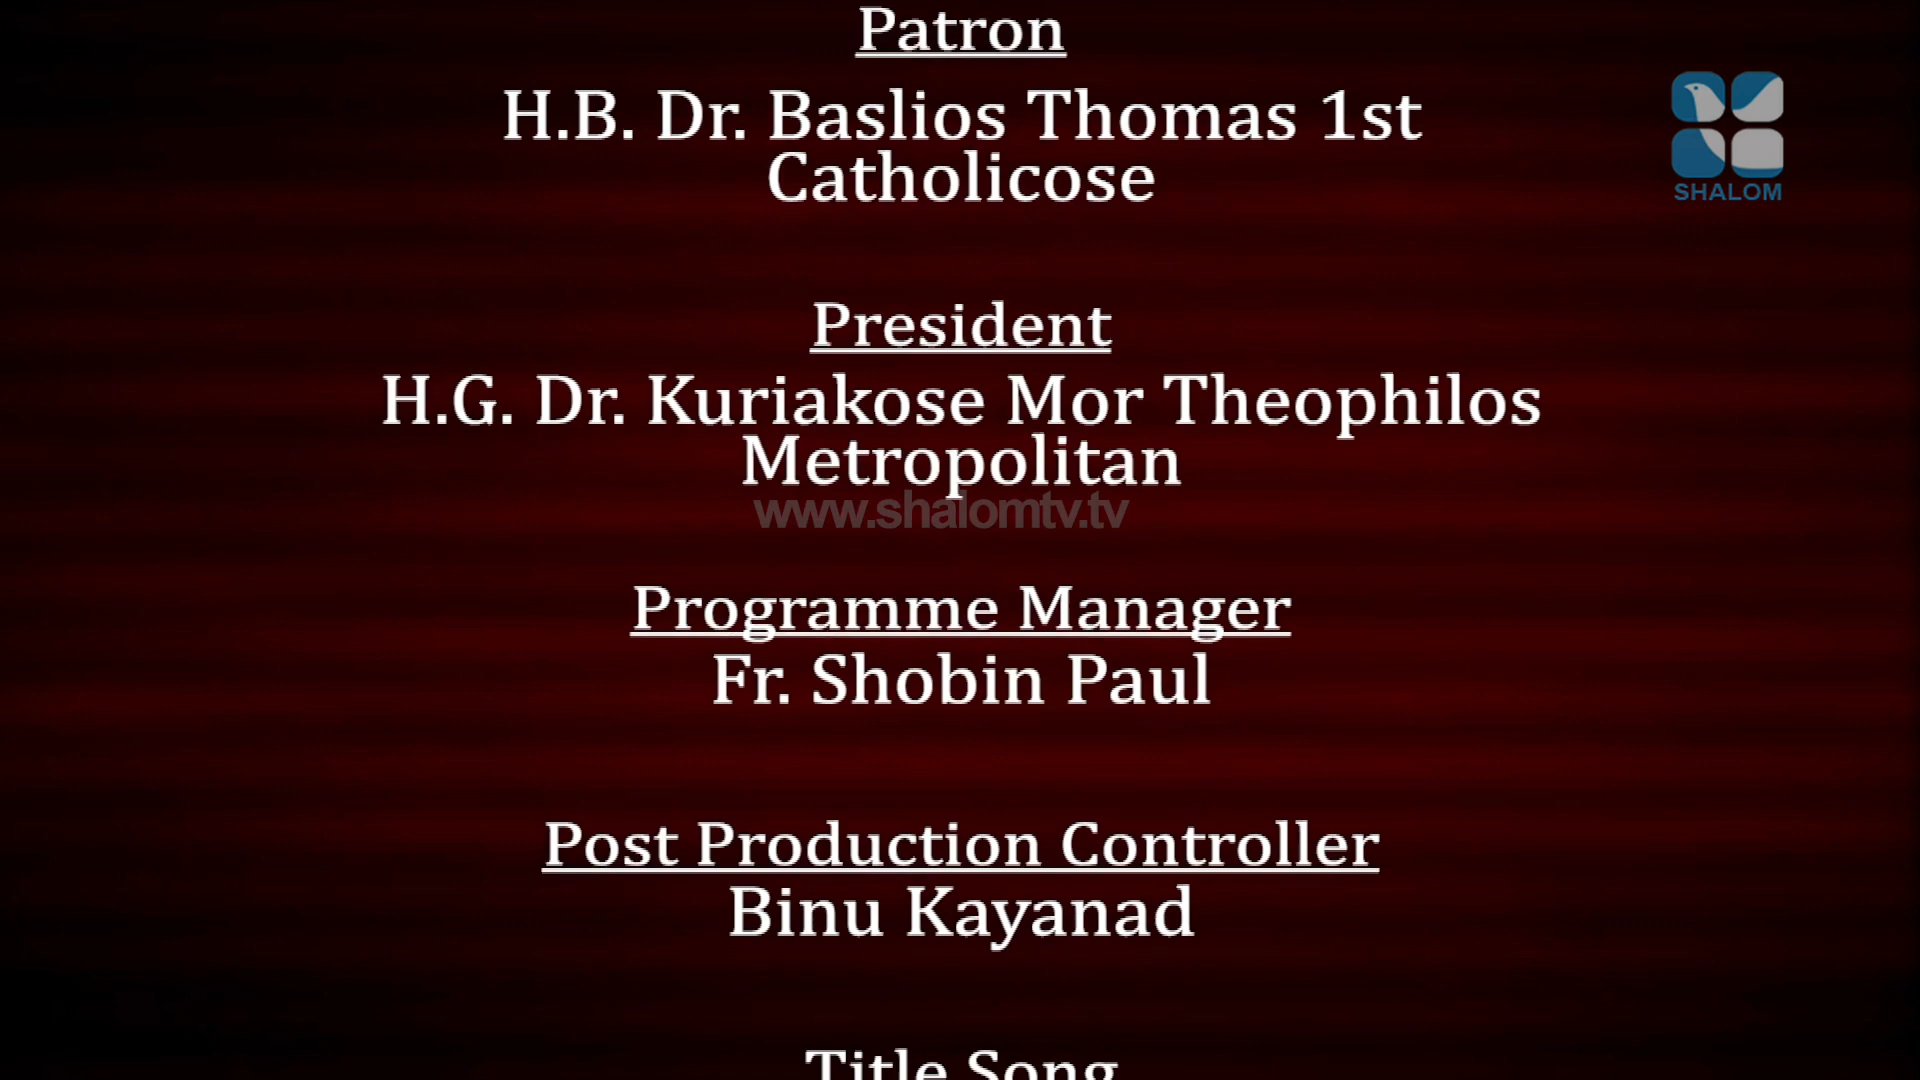 Patron
H.B. Dr. Baslios Thomas 1st
Catholicose
SHALOM
President
H.G. Dr. Kuriakose Mor Theophilos
Metropolitan
www.shalomtv.tv
Programme Manager
Fr. Shobin Paul
Post Production Controller
Binu Kayanad
Title Song